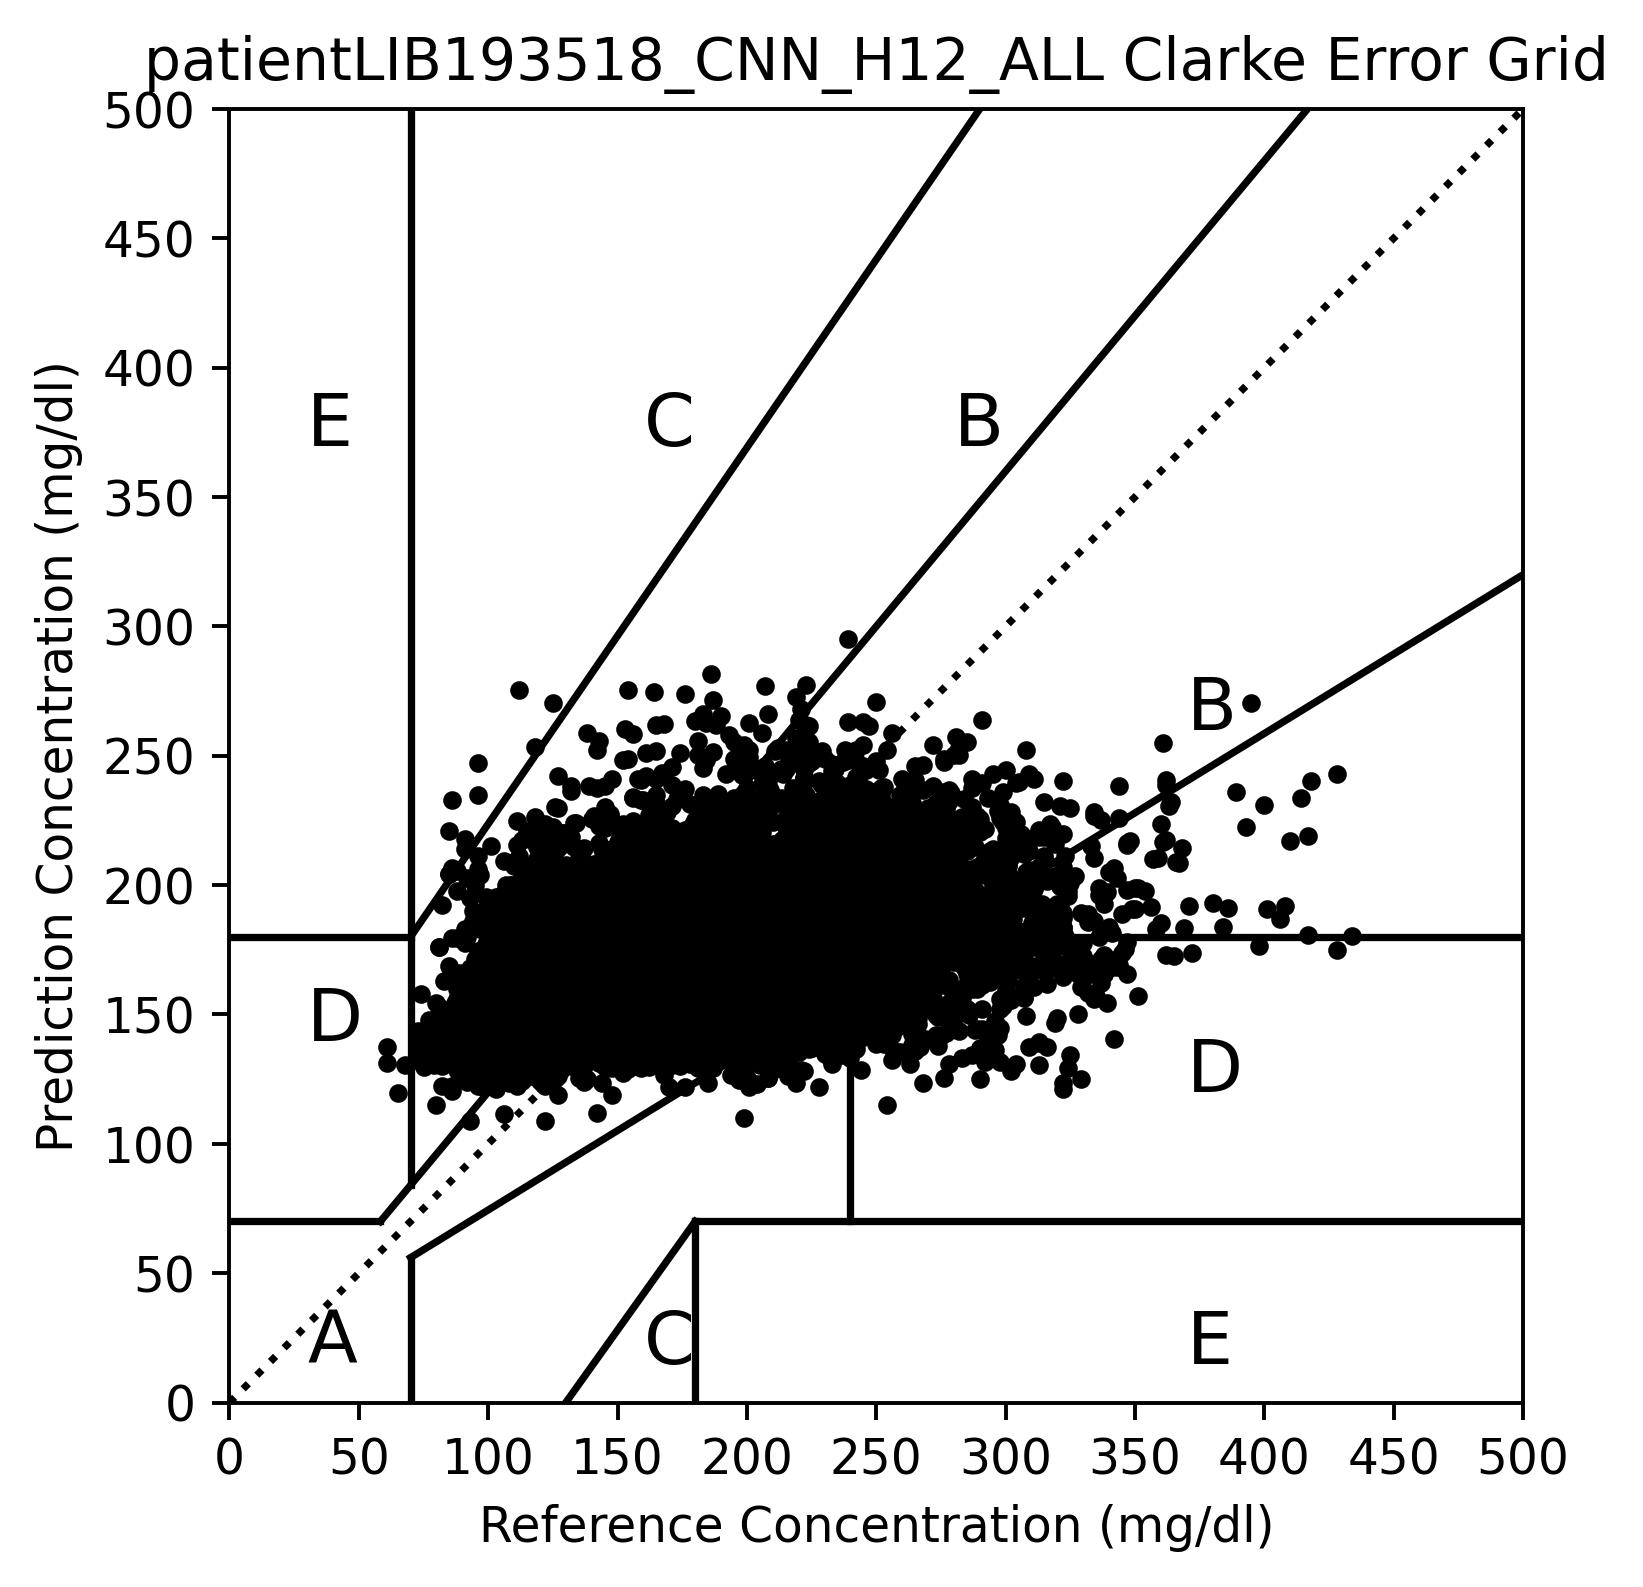 patientLIB193518_CNN_H12_ALL Clarke Error Grid
Prediction Concentration (mg/dl)
500
450
400
350
300
250
200
150
100
50
0
E
C
B
B
D
D
A
C
E
0 50 100 150 200 250 300 350 400 450 500
Reference Concentration (mg/dl)